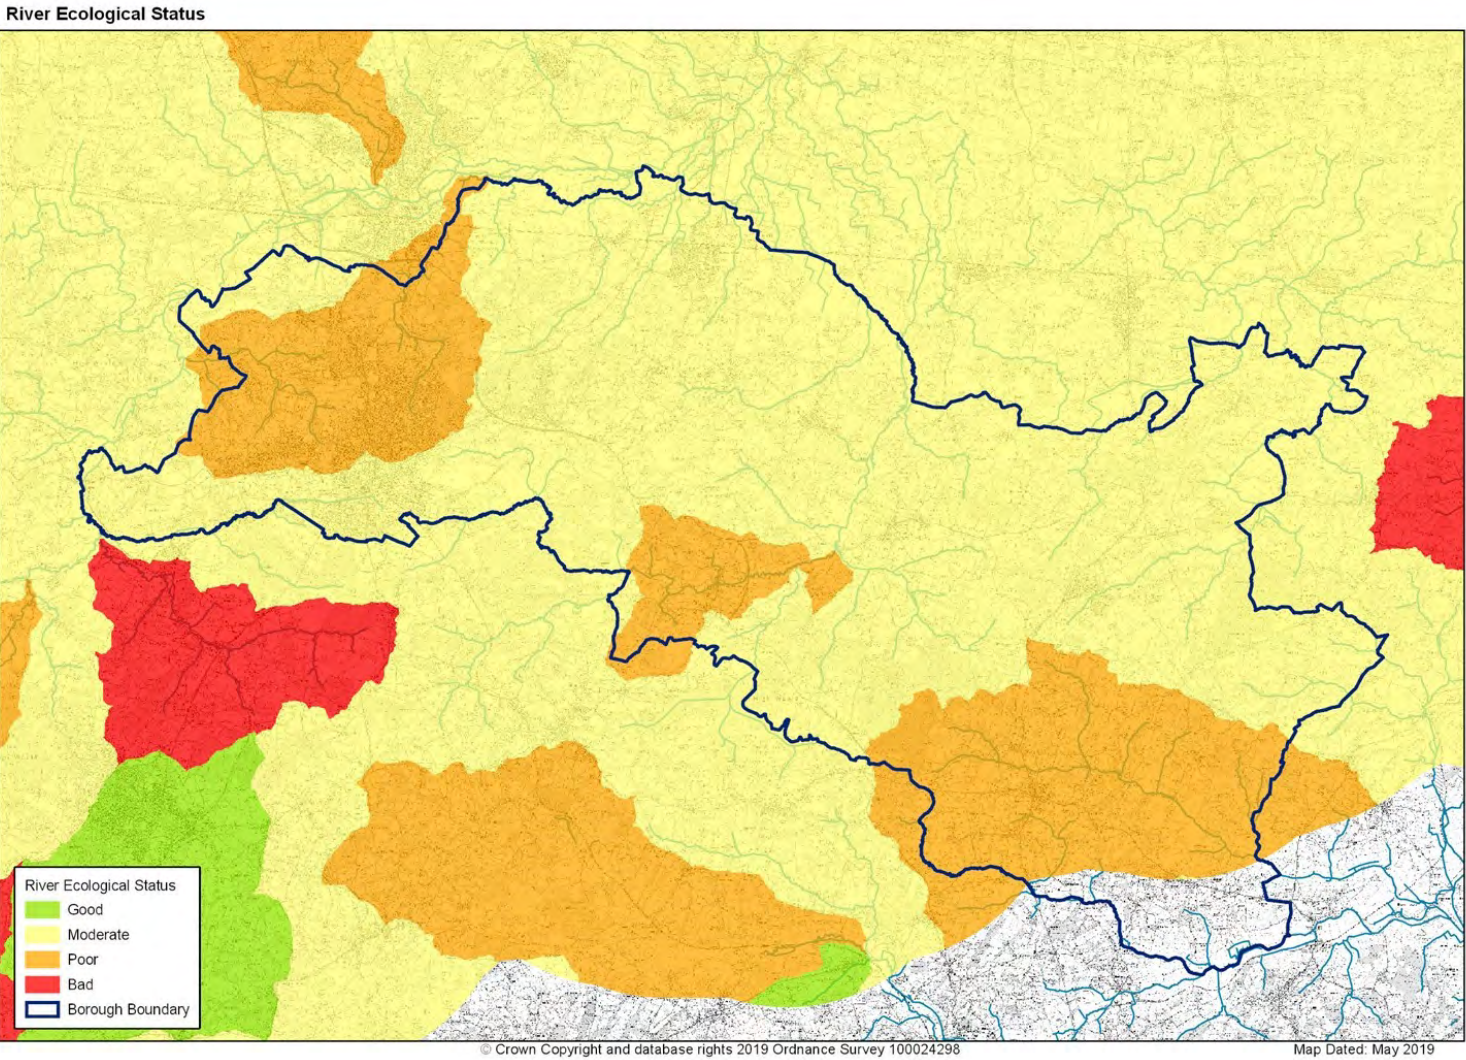 River Ecological Status
River Ecological Status
Good
Moderate
Poor
Bad
Borough Boundary
© Crown Copyright and database rights 2019 Ordnance Survey 100024298
Map Dated: May 2019